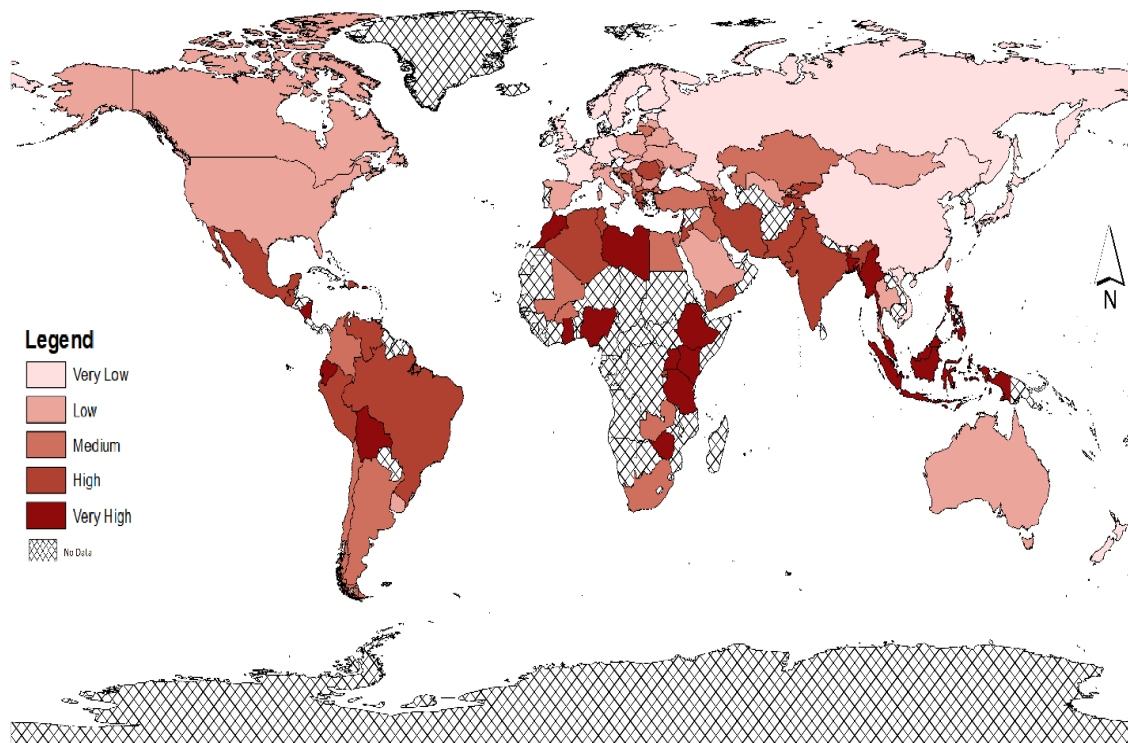 N
Legend
Very Low
Low
Medium
High
Very High
No Data